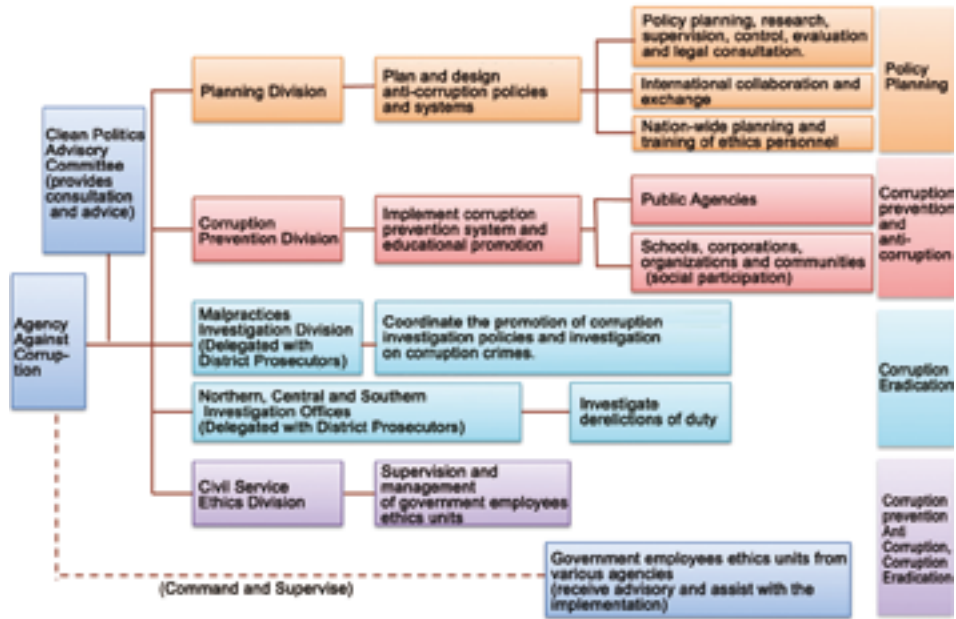 Clean Politics
Advisory
Committee
(provides
consultation
and advice)
Agency
Against
Corrup-
tion
Planning Division
Plan and design
anti-corruption policies
and systems
Policy planning, research,
supervision, control, evaluation
and legal consultation.
International collaboration and
exchange
Nation-wide planning and
training of ethics personnel
Policy
Planning
Corruption
Prevention Division
Implement corruption
prevention system and
educational promotion
Public Agencies
Schools, corporations,
organizations and communities
(social participation)
Corruption
prevention
and
anti-
corruption
Malpractices
Investigation Division
(Delegated with
District Prosecutors)
Coordinate the promotion of corruption
investigation policies and investigation
on corruption crimes.
Northern, Central and Southern
Investigation Offices
(Delegated with District Prosecutors)
Investigate
derelictions of duty
Corruption
Eradication
Civil Service
Ethics Division
Supervision and
management
of government employees
ethics units
Government employees ethics units from
various agencies
(receive advisory and assist with the
implementation)
(Command and Supervise)
Corruption
prevention
Anti
Corruption,
Corruption
Eradication